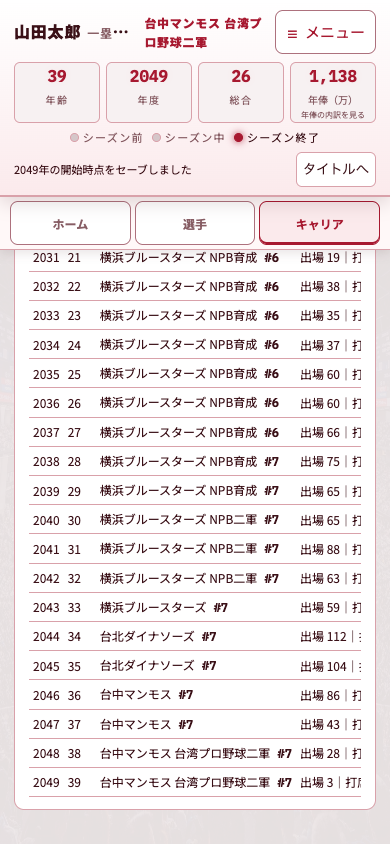 山田太郎 一塁…
台中マンモス 台湾プ
ロ野球二軍
≡ メニュー
39
年齢
2049
年度
26
総合
1,138
年俸（万）
年俸の内訳を見る
シーズン前 シーズン中 シーズン終了
2049年の開始時点をセーブしました
タイトルへ
ホーム
選手
キャリア
2031 21 横浜ブルースターズ NPB育成 #6 出場 19｜打
2032 22 横浜ブルースターズ NPB育成 #6 出場 38｜打
2033 23 横浜ブルースターズ NPB育成 #6 出場 35｜打
2034 24 横浜ブルースターズ NPB育成 #6 出場 37｜打
2035 25 横浜ブルースターズ NPB育成 #6 出場 60｜打
2036 26 横浜ブルースターズ NPB育成 #6 出場 60｜打
2037 27 横浜ブルースターズ NPB育成 #6 出場 66｜打
2038 28 横浜ブルースターズ NPB育成 #7 出場 75｜打
2039 29 横浜ブルースターズ NPB育成 #7 出場 65｜打
2040 30 横浜ブルースターズ NPB二軍 #7 出場 65｜打
2041 31 横浜ブルースターズ NPB二軍 #7 出場 88｜打
2042 32 横浜ブルースターズ NPB二軍 #7 出場 63｜打
2043 33 横浜ブルースターズ #7 出場 59｜打
2044 34 台北ダイナソーズ #7 出場 112｜
2045 35 台北ダイナソーズ #7 出場 104｜
2046 36 台中マンモス #7 出場 86｜打
2047 37 台中マンモス #7 出場 43｜打
2048 38 台中マンモス 台湾プロ野球二軍 #7 出場 28｜打
2049 39 台中マンモス 台湾プロ野球二軍 #7 出場 3｜打